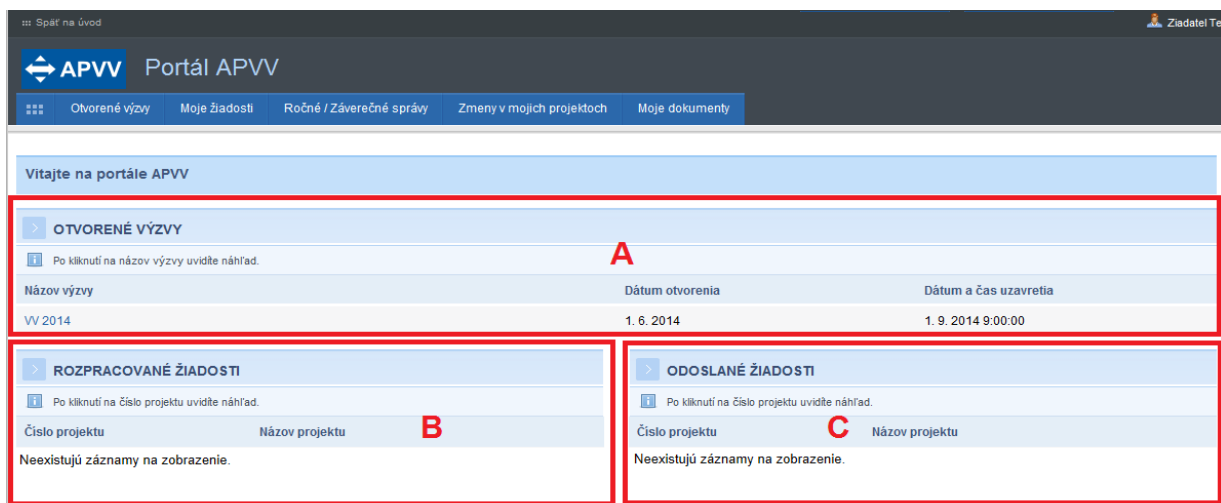 Späť na úvod
Ziadatel Te
APVV Portál APVV
Otvorené výzvy Moje žiadosti Ročné / Záverečné správy Zmeny v mojich projektoch Moje dokumenty
Vitajte na portále APVV
OTVORENÉ VÝZVY
Po kliknutí na názov výzvy uvidíte náhľad.
A
Názov výzvy Dátum otvorenia Dátum a čas uzavretia
VV 2014 1. 6. 2014 1. 9. 2014 9:00:00
ROZPRACOVANÉ ŽIADOSTI
Po kliknutí na číslo projektu uvidíte náhľad.
Číslo projektu Názov projektu B
Neexistujú záznamy na zobrazenie.
ODOSLANÉ ŽIADOSTI
Po kliknutí na číslo projektu uvidíte náhľad.
Číslo projektu C Názov projektu
Neexistujú záznamy na zobrazenie.